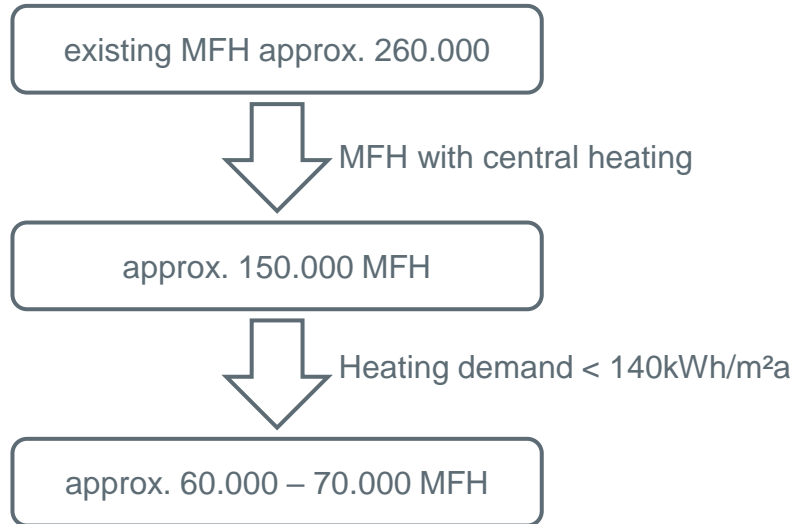 existing MFH approx. 260.000
MFH with central heating
approx. 150.000 MFH
Heating demand < 140kWh/m²a
approx. 60.000 – 70.000 MFH